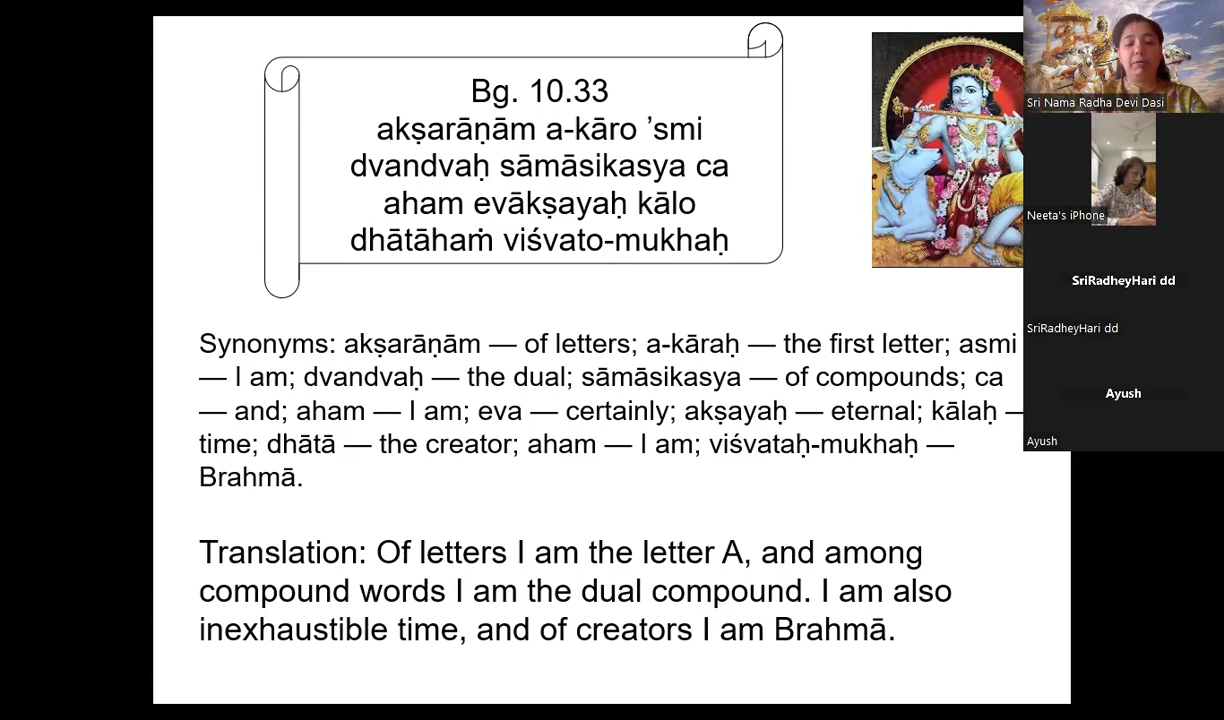 Bg. 10.33
akṣarāṇām a-kāro ’smi
dvandvaḥ sāmāsikasya ca
aham evākṣayaḥ kālo
dhātāhaṁ viśvato-mukhaḥ
Synonyms: akṣarāṇām — of letters; a-kāraḥ — the first letter; asmi
— I am; dvandvaḥ — the dual; sāmāsikasya — of compounds; ca
— and; aham — I am; eva — certainly; akṣayaḥ — eternal; kālaḥ —
time; dhātā — the creator; aham — I am; viśvataḥ-mukhaḥ —
Brahmā.
Translation: Of letters I am the letter A, and among
compound words I am the dual compound. I am also
inexhaustible time, and of creators I am Brahmā.
Sri Nama Radha Devi Dasi
Neeta's iPhone
SriRadheyHari dd
SriRadheyHari dd
Ayush
Ayush